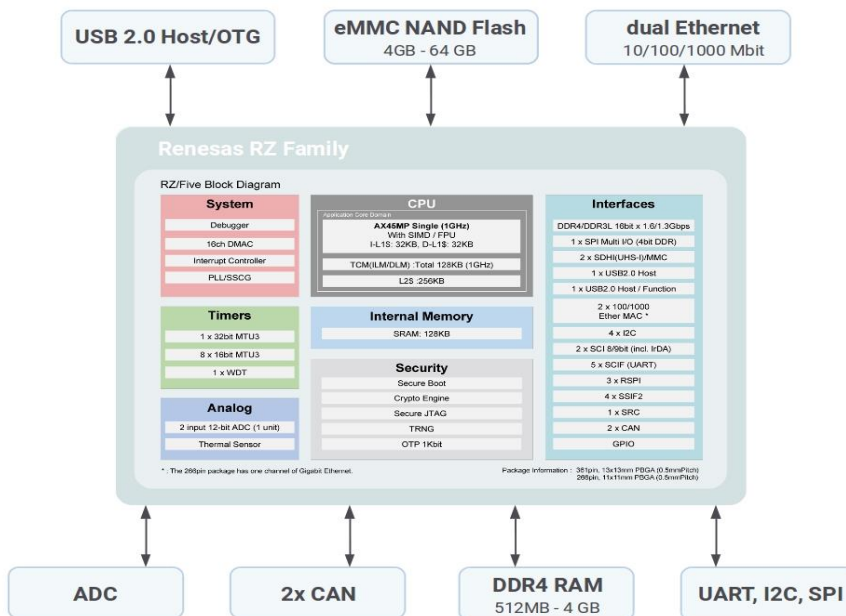 USB 2.0 Host/OTG
eMMC NAND Flash
4GB - 64 GB
dual Ethernet
10/100/1000 Mbit
Renesas RZ Family
RZ/Five Block Diagram
System
Debugger
16ch DMAC
Interrupt Controller
PLL/SSCG
Timers
1 x 32bit MTU3
8 x 16bit MTU3
1 x WDT
Analog
2 input 12-bit ADC (1 unit)
Thermal Sensor
CPU
Application Core Domain
AX45MP Single (1GHz)
With SIMD / FPU
I-L1$: 32KB, D-L1$: 32KB
TCM(ILM/DLM) :Total 128KB (1GHz)
L2$ :256KB
Internal Memory
SRAM: 128KB
Security
Secure Boot
Crypto Engine
Secure JTAG
TRNG
OTP 1Kbit
Interfaces
DDR4/DDR3L 16bit x 1.6/1.3Gbps
1 x SPI Multi I/O (4bit DDR)
2 x SDHI(UHS-I)/MMC
1 x USB2.0 Host
1 x USB2.0 Host / Function
2 x 100/1000
Ether MAC *
4 x I2C
2 x SCI 8/9bit (incl. IrDA)
5 x SCIF (UART)
3 x RSPI
4 x SSIF2
1 x SRC
2 x CAN
GPIO
* : The 266pin package has one channel of Gigabit Ethernet.
Package Information : 361pin, 13x13mm PBGA (0.5mmPitch)
266pin, 11x11mm PBGA (0.5mmPitch)
ADC
2x CAN
DDR4 RAM
512MB - 4 GB
UART, I2C, SPI